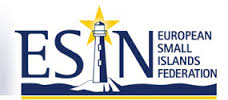 ESIN
EUROPEAN
SMALL
ISLANDS
FEDERATION